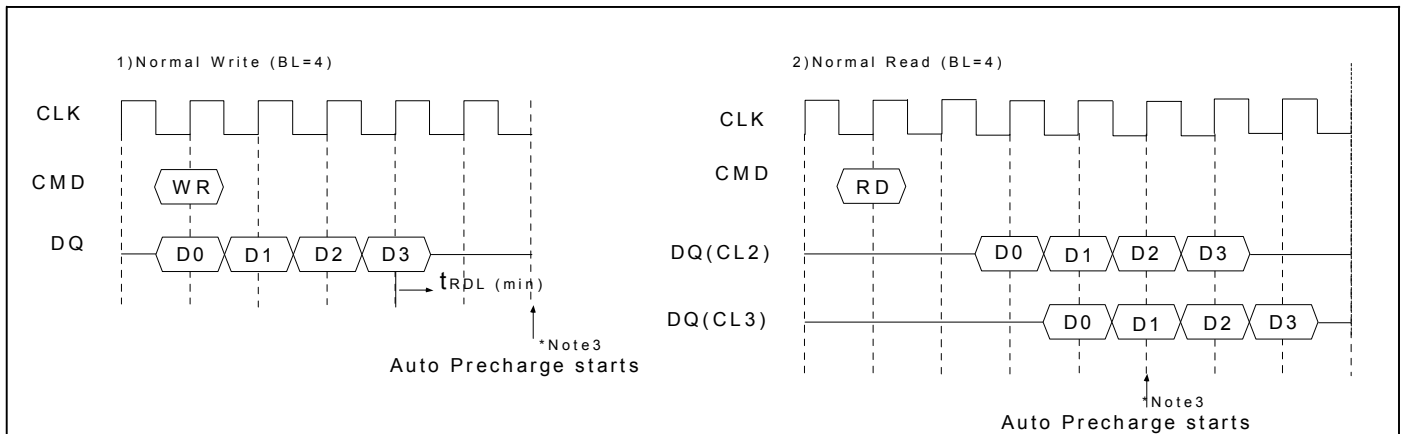 1)Normal Write (BL=4)
CLK
CMD
WR
DQ
D0 D1 D2 D3
tRDL (min)
*Note3
Auto Precharge starts
2)Normal Read (BL=4)
CLK
CMD
RD
DQ(CL2)
D0 D1 D2 D3
DQ(CL3)
D0 D1 D2 D3
*Note3
Auto Precharge starts